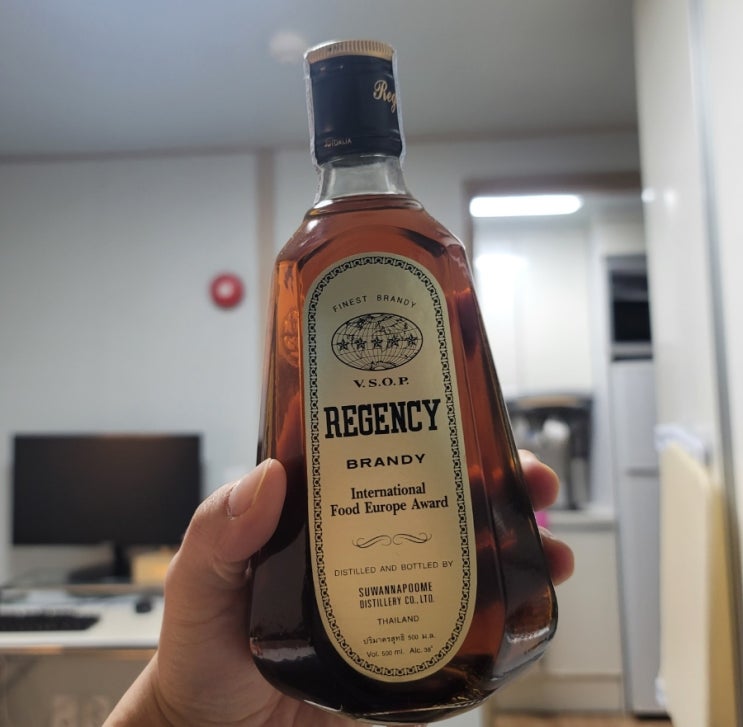 Reg
FINEST BRANDY
V.S.O.P.
REGENCY
BRANDY
International
Food Europe Award
DISTILLED AND BOTTLED BY
SUWANNAPOOME
DISTILLERY CO., LTD.
THAILAND
ปริมาตรสุทธิ 500 ม.ล.
Vol. 500 ml. Alc. 38°